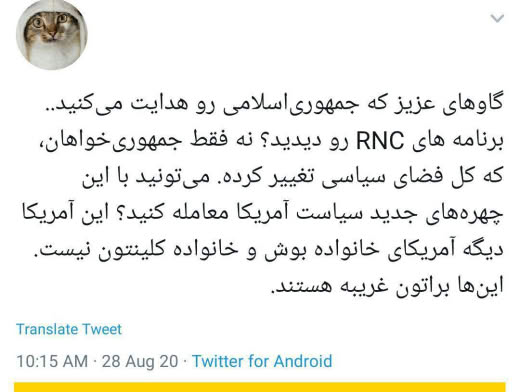 گاوهای عزیز که جمهوری‌اسلامی رو هدایت می‌کنید..
برنامه های RNC رو دیدید؟ نه فقط جمهوری‌خواهان،
که کل فضای سیاسی تغییر کرده. می‌تونید با این
چهره‌های جدید سیاست آمریکا معامله کنید؟ این آمریکا
دیگه آمریکای خانواده بوش و خانواده کلینتون نیست.
این‌ها براتون غریبه هستند.
Translate Tweet
10:15 AM · 28 Aug 20 · Twitter for Android